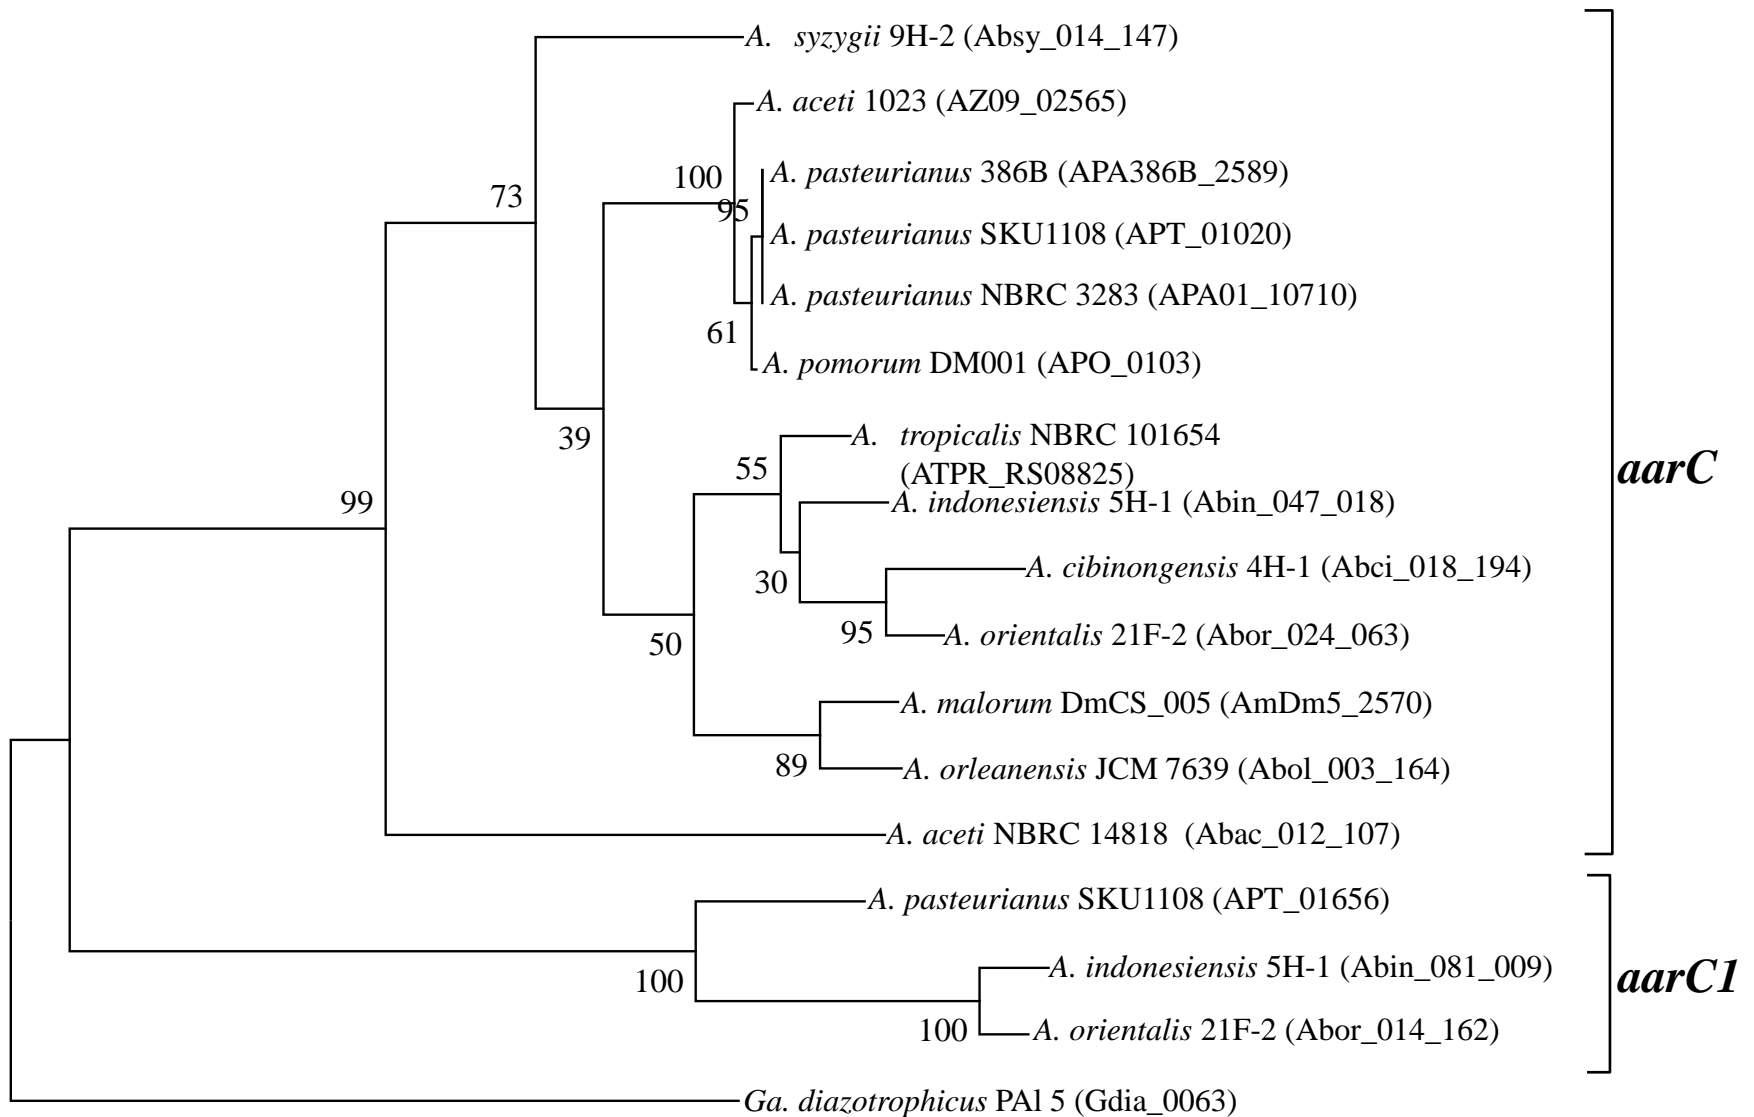 A. syzygii 9H-2 (Absy_014_147)
A. aceti 1023 (AZ09_02565)
100
A. pasteurianus 386B (APA386B_2589)
73
95
A. pasteurianus SKU1108 (APT_01020)
A. pasteurianus NBRC 3283 (APA01_10710)
61
A. pomorum DM001 (APO_0103)
39
A. tropicalis NBRC 101654
(ATPR_RS08825)
55
aarC
99
A. indonesiensis 5H-1 (Abin_047_018)
A. cibinongensis 4H-1 (Abci_018_194)
30
95
A. orientalis 21F-2 (Abor_024_063)
50
A. malorum DmCS_005 (AmDm5_2570)
89
A. orleanensis JCM 7639 (Abol_003_164)
A. aceti NBRC 14818 (Abac_012_107)
A. pasteurianus SKU1108 (APT_01656)
100
A. indonesiensis 5H-1 (Abin_081_009)
aarC1
100
A. orientalis 21F-2 (Abor_014_162)
Ga. diazotrophicus PAl 5 (Gdia_0063)